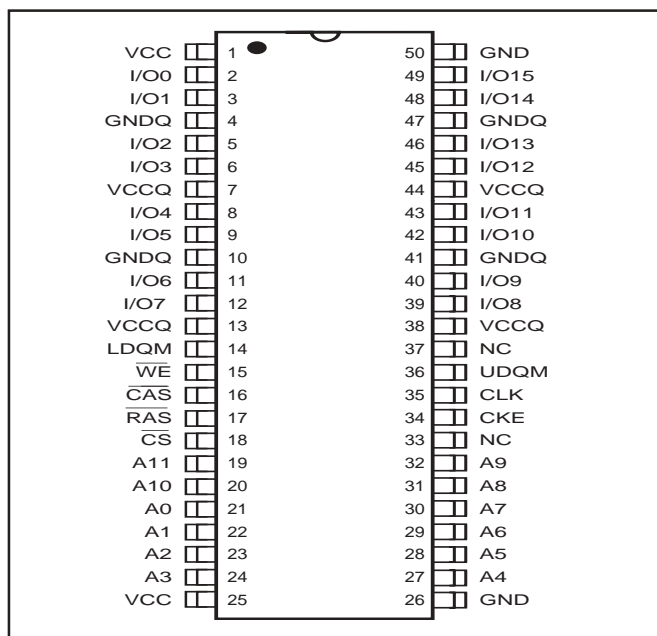 VCC 1 50 GND
I/O0 2 49 I/O15
I/O1 3 48 I/O14
GNDQ 4 47 GNDQ
I/O2 5 46 I/O13
I/O3 6 45 I/O12
VCCQ 7 44 VCCQ
I/O4 8 43 I/O11
I/O5 9 42 I/O10
GNDQ 10 41 GNDQ
I/O6 11 40 I/O9
I/O7 12 39 I/O8
VCCQ 13 38 VCCQ
LDQM 14 37 NC
W̅E̅ 15 36 UDQM
C̅A̅S̅ 16 35 CLK
R̅A̅S̅ 17 34 CKE
C̅S̅ 18 33 NC
A11 19 32 A9
A10 20 31 A8
A0 21 30 A7
A1 22 29 A6
A2 23 28 A5
A3 24 27 A4
VCC 25 26 GND